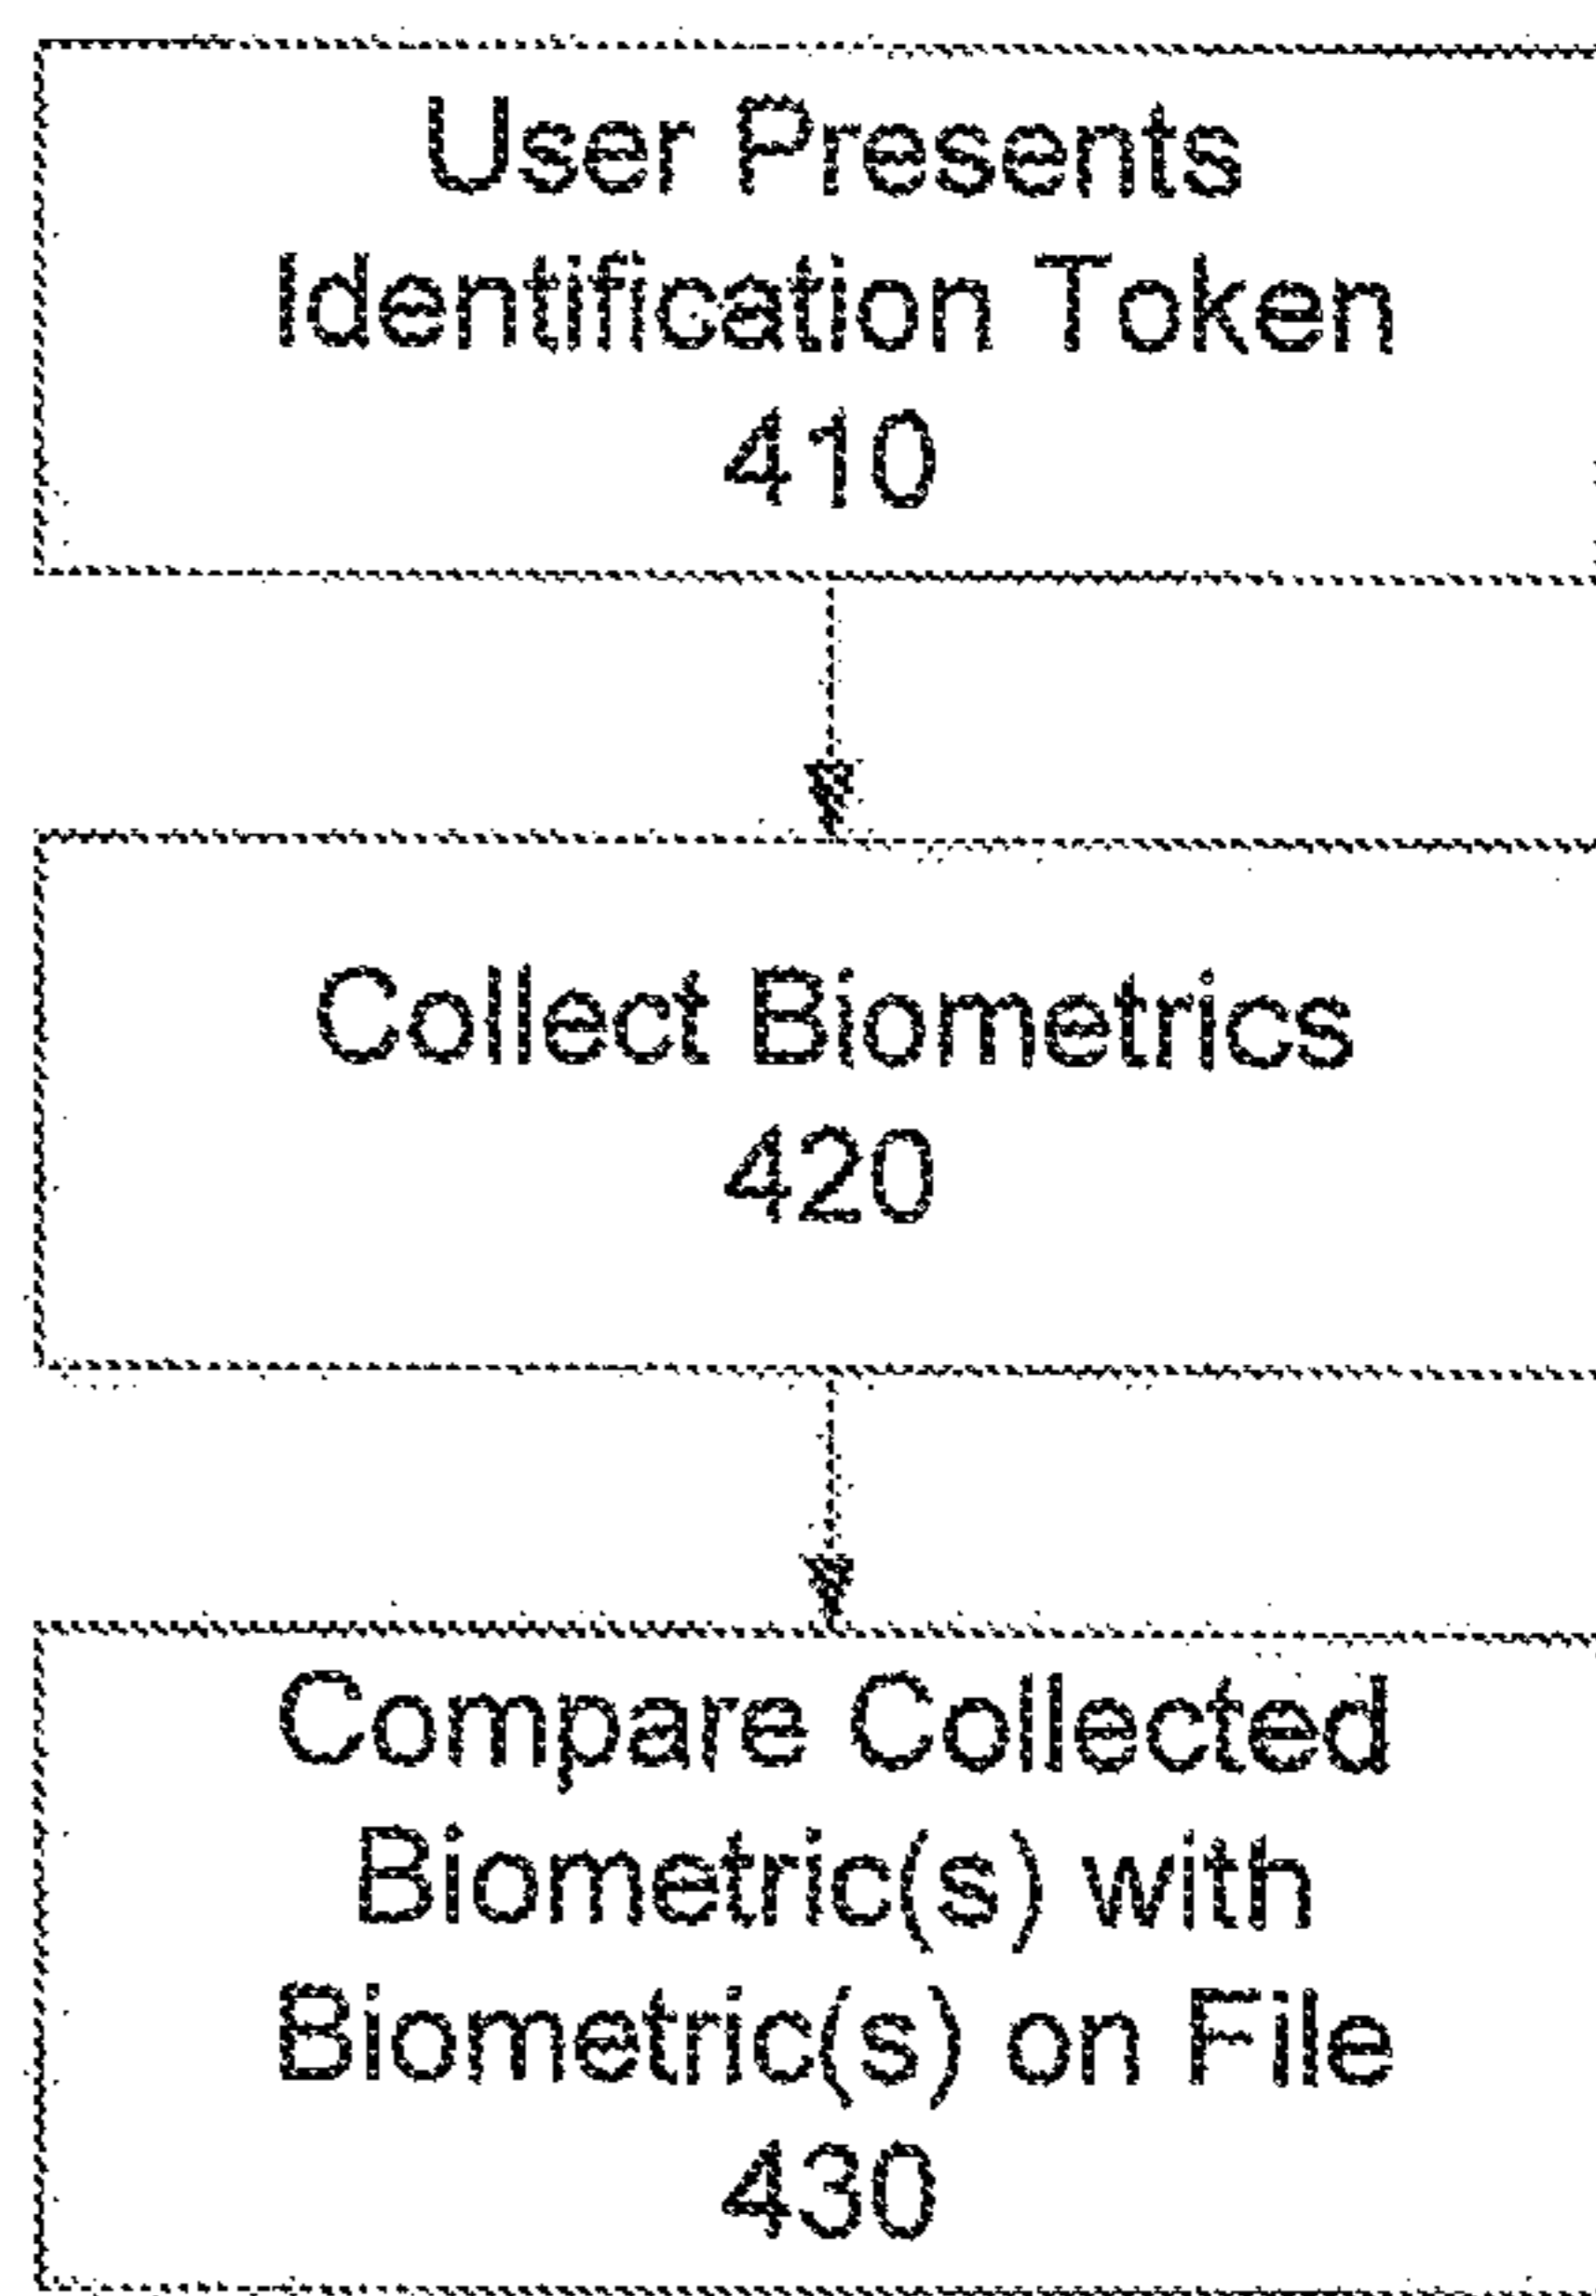 User Presents
Identification Token
410
Collect Biometrics
420
Compare Collected
Biometric(s) with
Biometric(s) on File
430